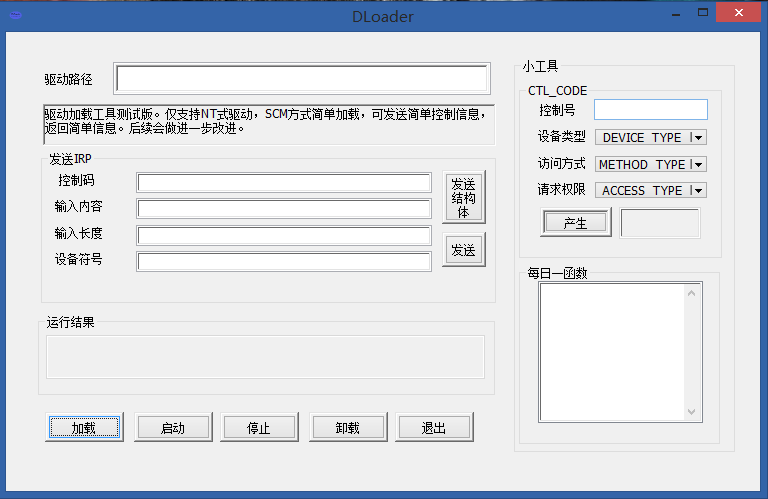 DLoader
驱动路径
驱动加载工具测试版。仅支持NT式驱动，SCM方式简单加载，可发送简单控制信息，
返回简单信息。后续会做进一步改进。
发送IRP
控制码
输入内容
输入长度
设备符号
发送
结构
体
发送
运行结果
加载
启动
停止
卸载
退出
小工具
CTL_CODE
控制号
设备类型
DEVICE TYPE
访问方式
METHOD TYPE
请求权限
ACCESS TYPE
产生
每日一函数